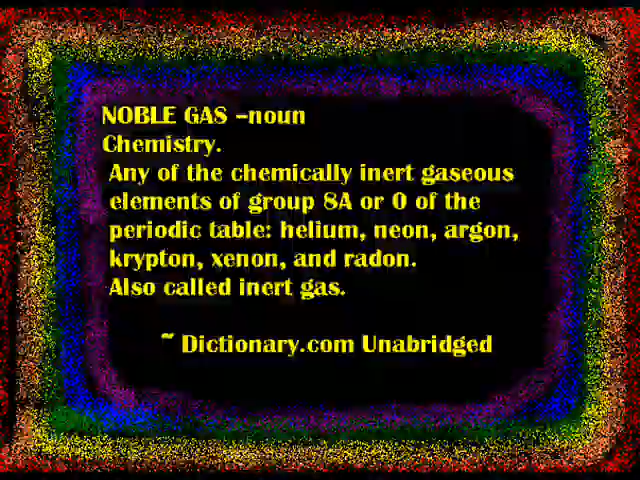 NOBLE GAS –noun
Chemistry.
Any of the chemically inert gaseous
elements of group 8A or 0 of the
periodic table: helium, neon, argon,
krypton, xenon, and radon.
Also called inert gas.
~ Dictionary.com Unabridged